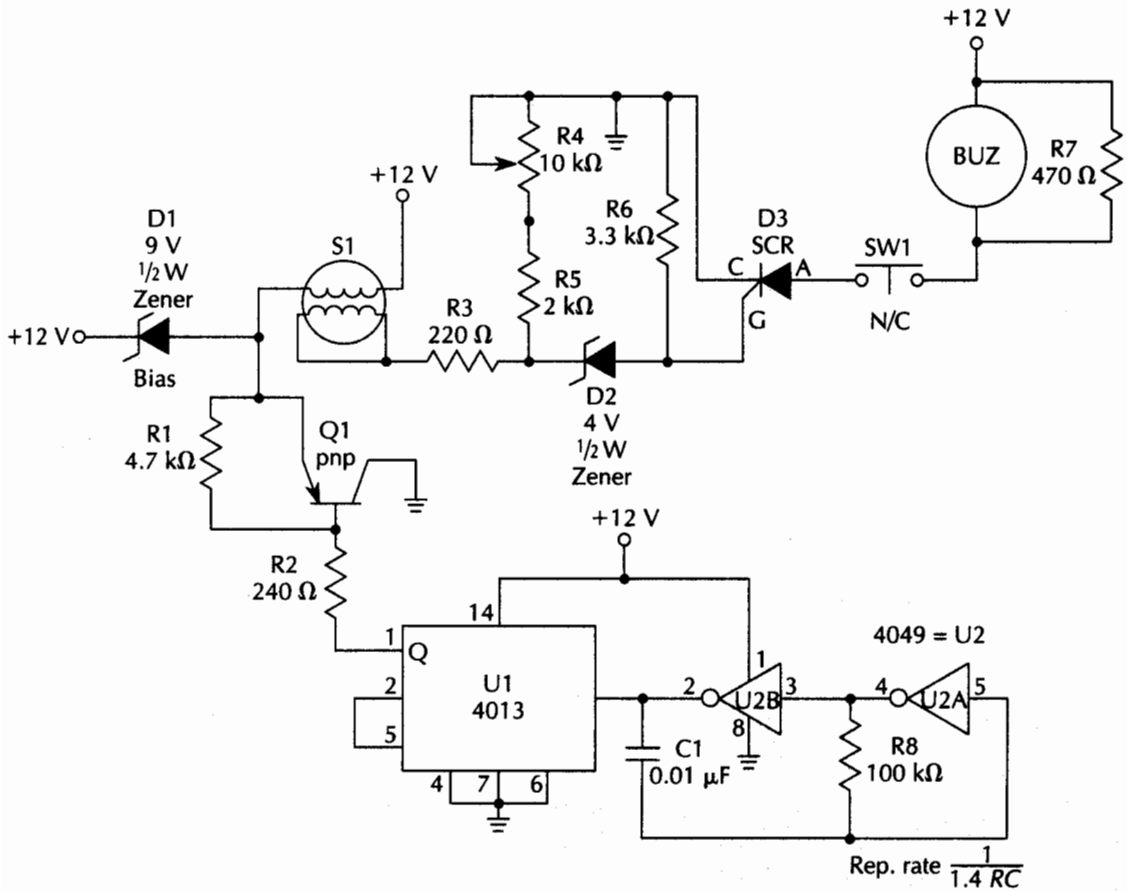 +12 V
BUZ
R7
470 Ω
R4
10 kΩ
+12 V
R6
3.3 kΩ
D3
SCR
C
A
G
SW1
N/C
D1
9 V
1/2 W
Zener
S1
R5
2 kΩ
R3
220 Ω
+12 V
Bias
D2
4 V
1/2 W
Zener
R1
4.7 kΩ
Q1
pnp
+12 V
R2
240 Ω
14
1
Q
U1
4013
2
5
4
7
6
4049 = U2
1
2
U2B
3
8
4
U2A
5
C1
0.01 µF
R8
100 kΩ
Rep. rate 1/1.4 RC